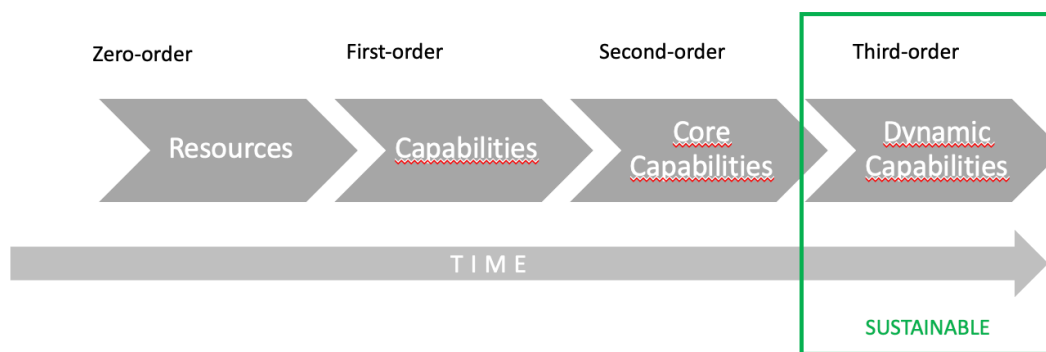 Zero-order
First-order
Second-order
Third-order
Resources
Capabilities
Core
Capabilities
Dynamic
Capabilities
TIME
SUSTAINABLE